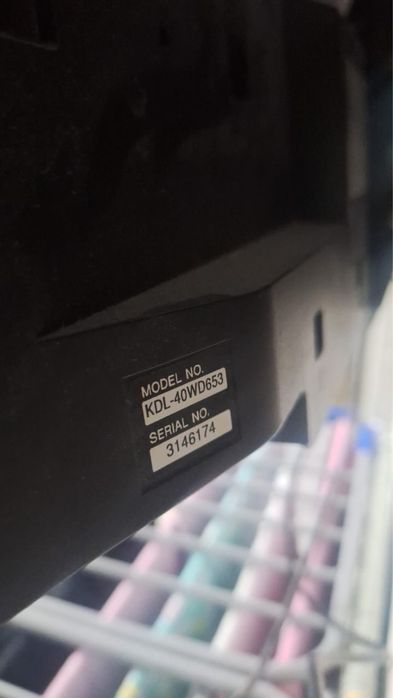 MODEL NO.
KDL-40WD653
SERIAL NO.
3146174